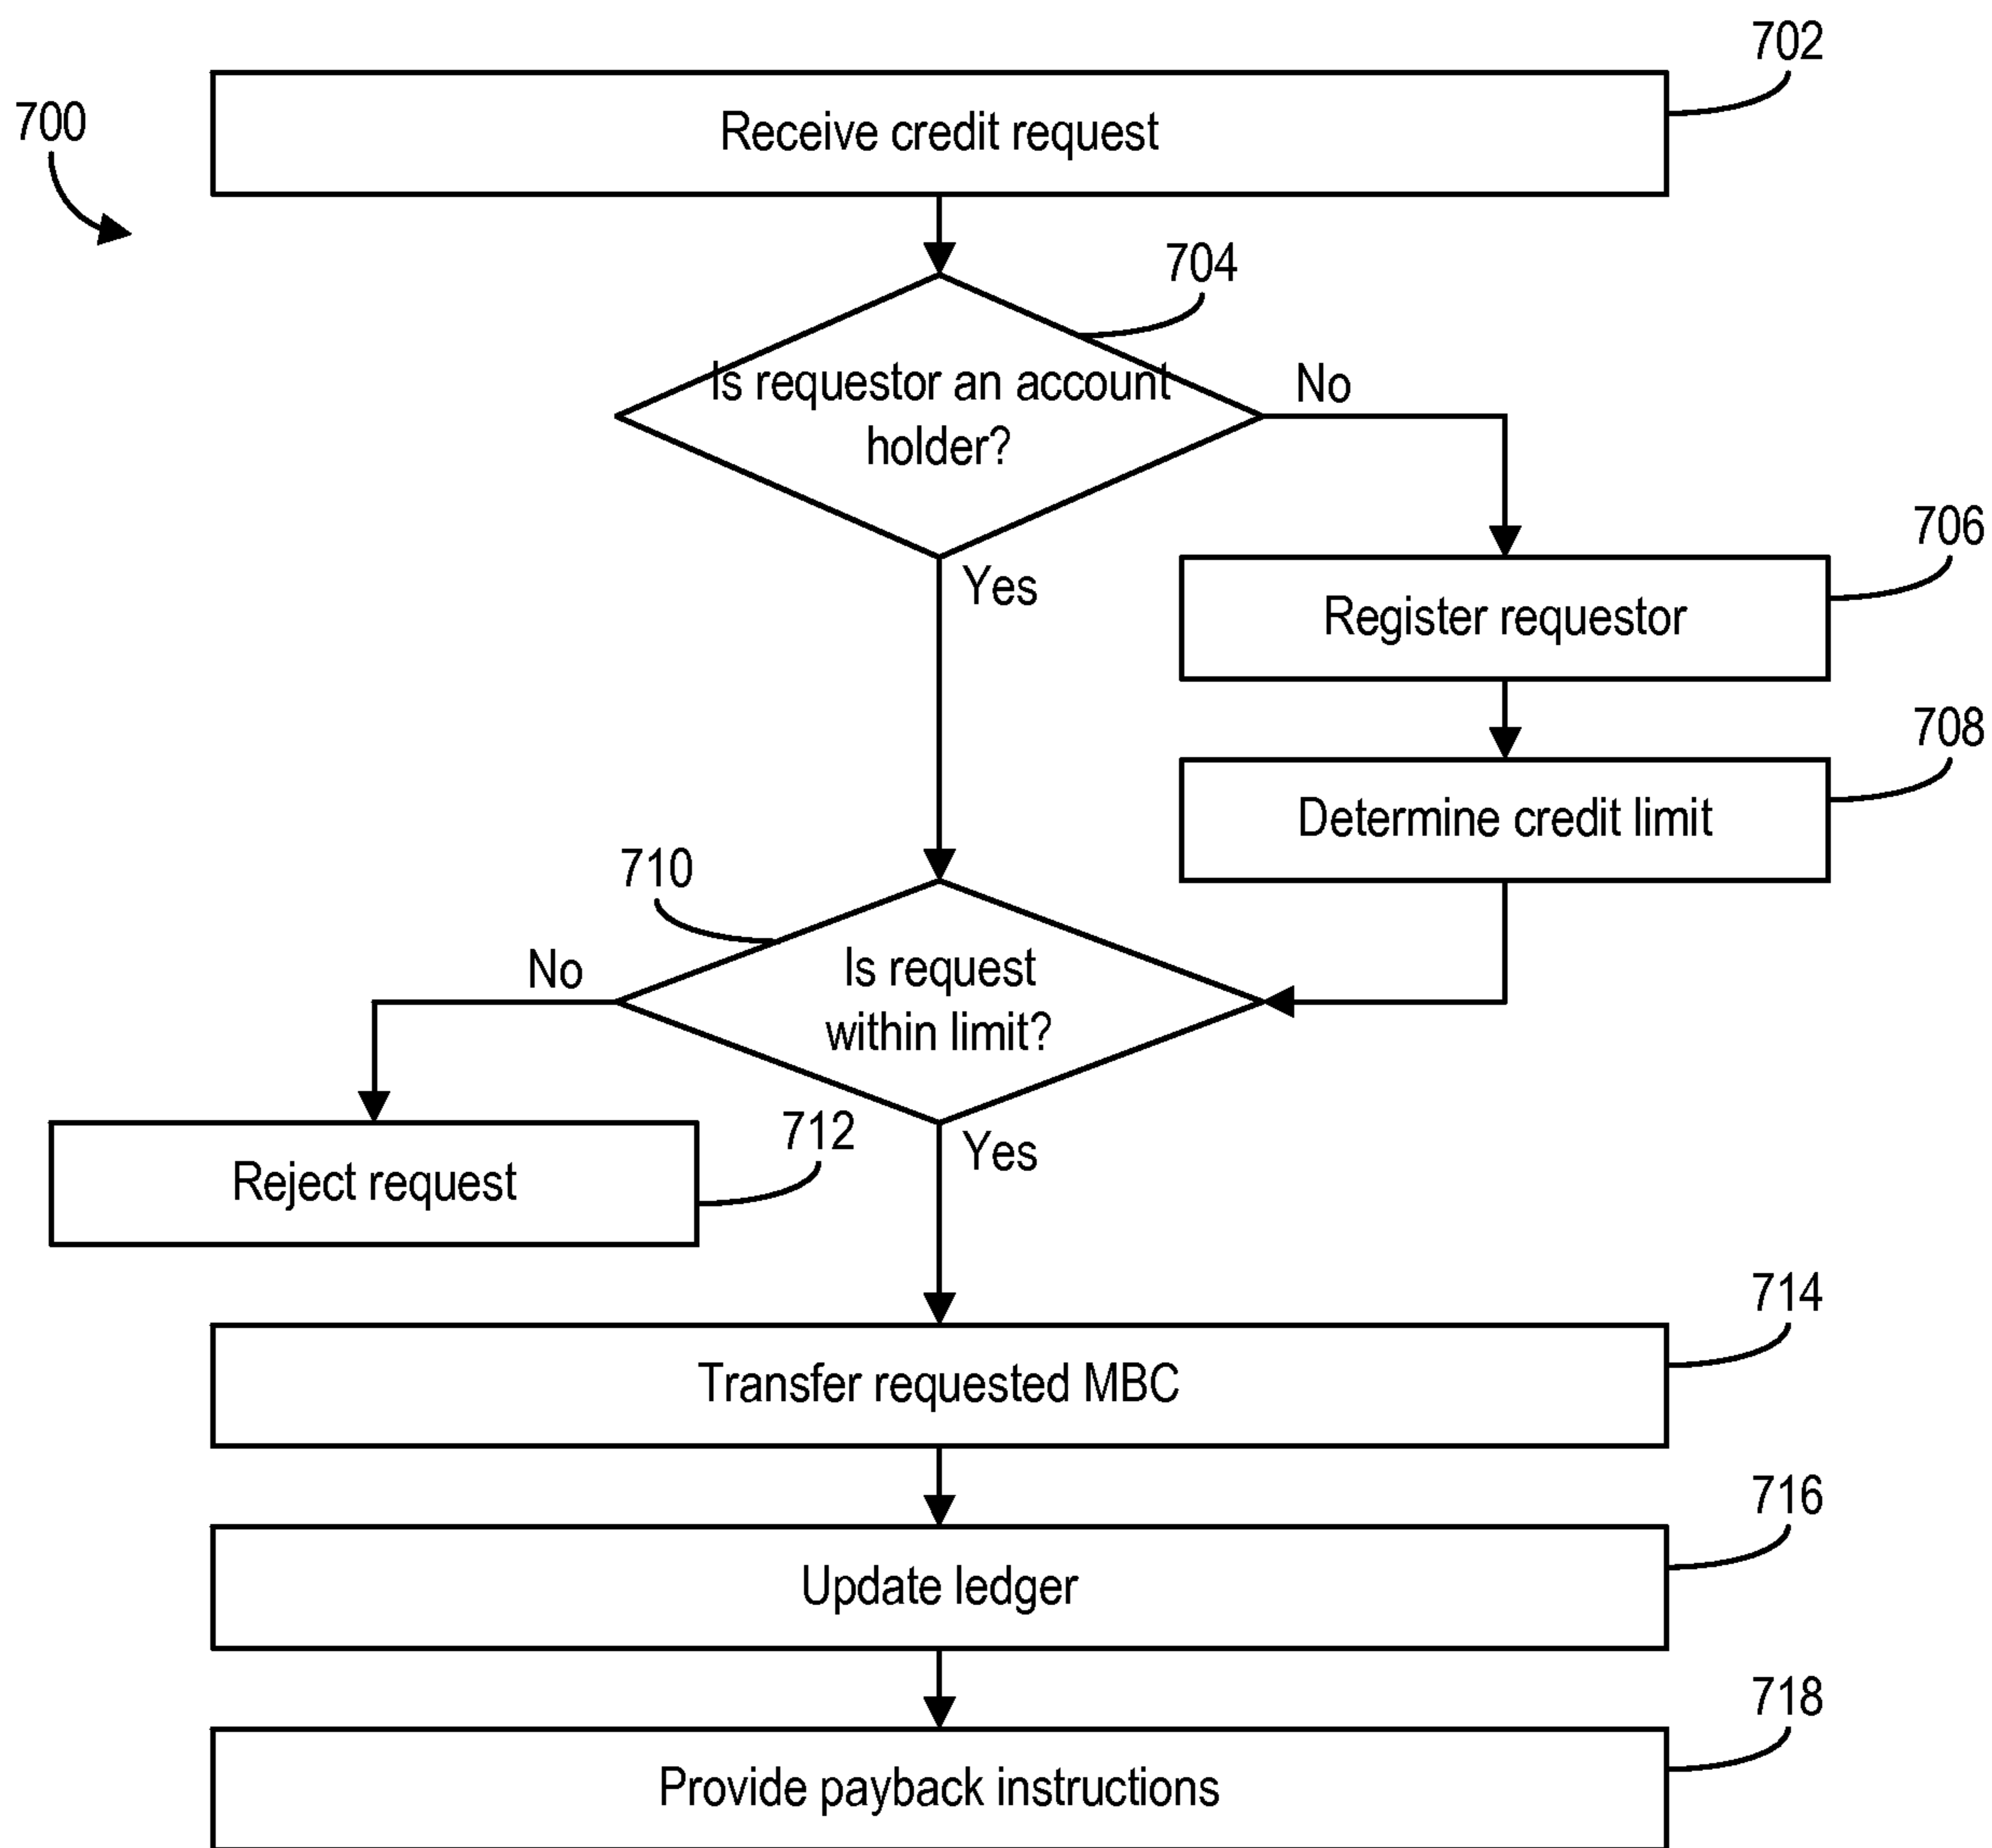 702
700
Receive credit request
704
Is requestor an account
holder?
No
706
Yes
Register requestor
708
Determine credit limit
710
Is request
within limit?
No
712
Yes
Reject request
714
Transfer requested MBC
716
Update ledger
718
Provide payback instructions